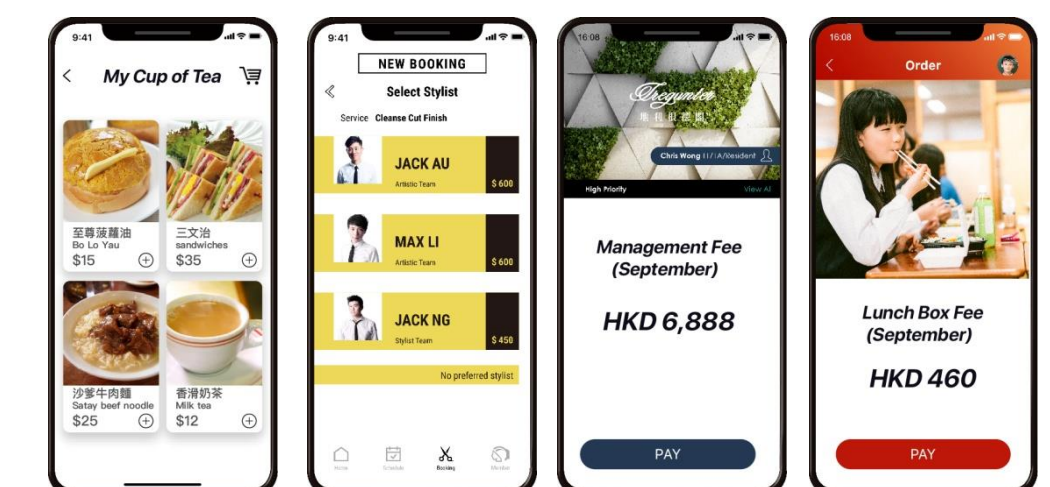 9:41
My Cup of Tea
至尊菠蘿油
Bo Lo Yau
$15
三文治
sandwiches
$35
沙爹牛肉麵
Satay beef noodle
$25
香滑奶茶
Milk tea
$12
9:41
NEW BOOKING
Select Stylist
Service Cleanse Cut Finish
JACK AU
Artistic Team
$ 600
MAX LI
Artistic Team
$ 600
JACK NG
Stylist Team
$ 450
No preferred stylist
Home
Schedule
Booking
Member
16:08
Tregunter
Chris Wong 11/1A/Resident
High Priority
View All
Management Fee
(September)
HKD 6,888
PAY
16:08
Order
Lunch Box Fee
(September)
HKD 460
PAY